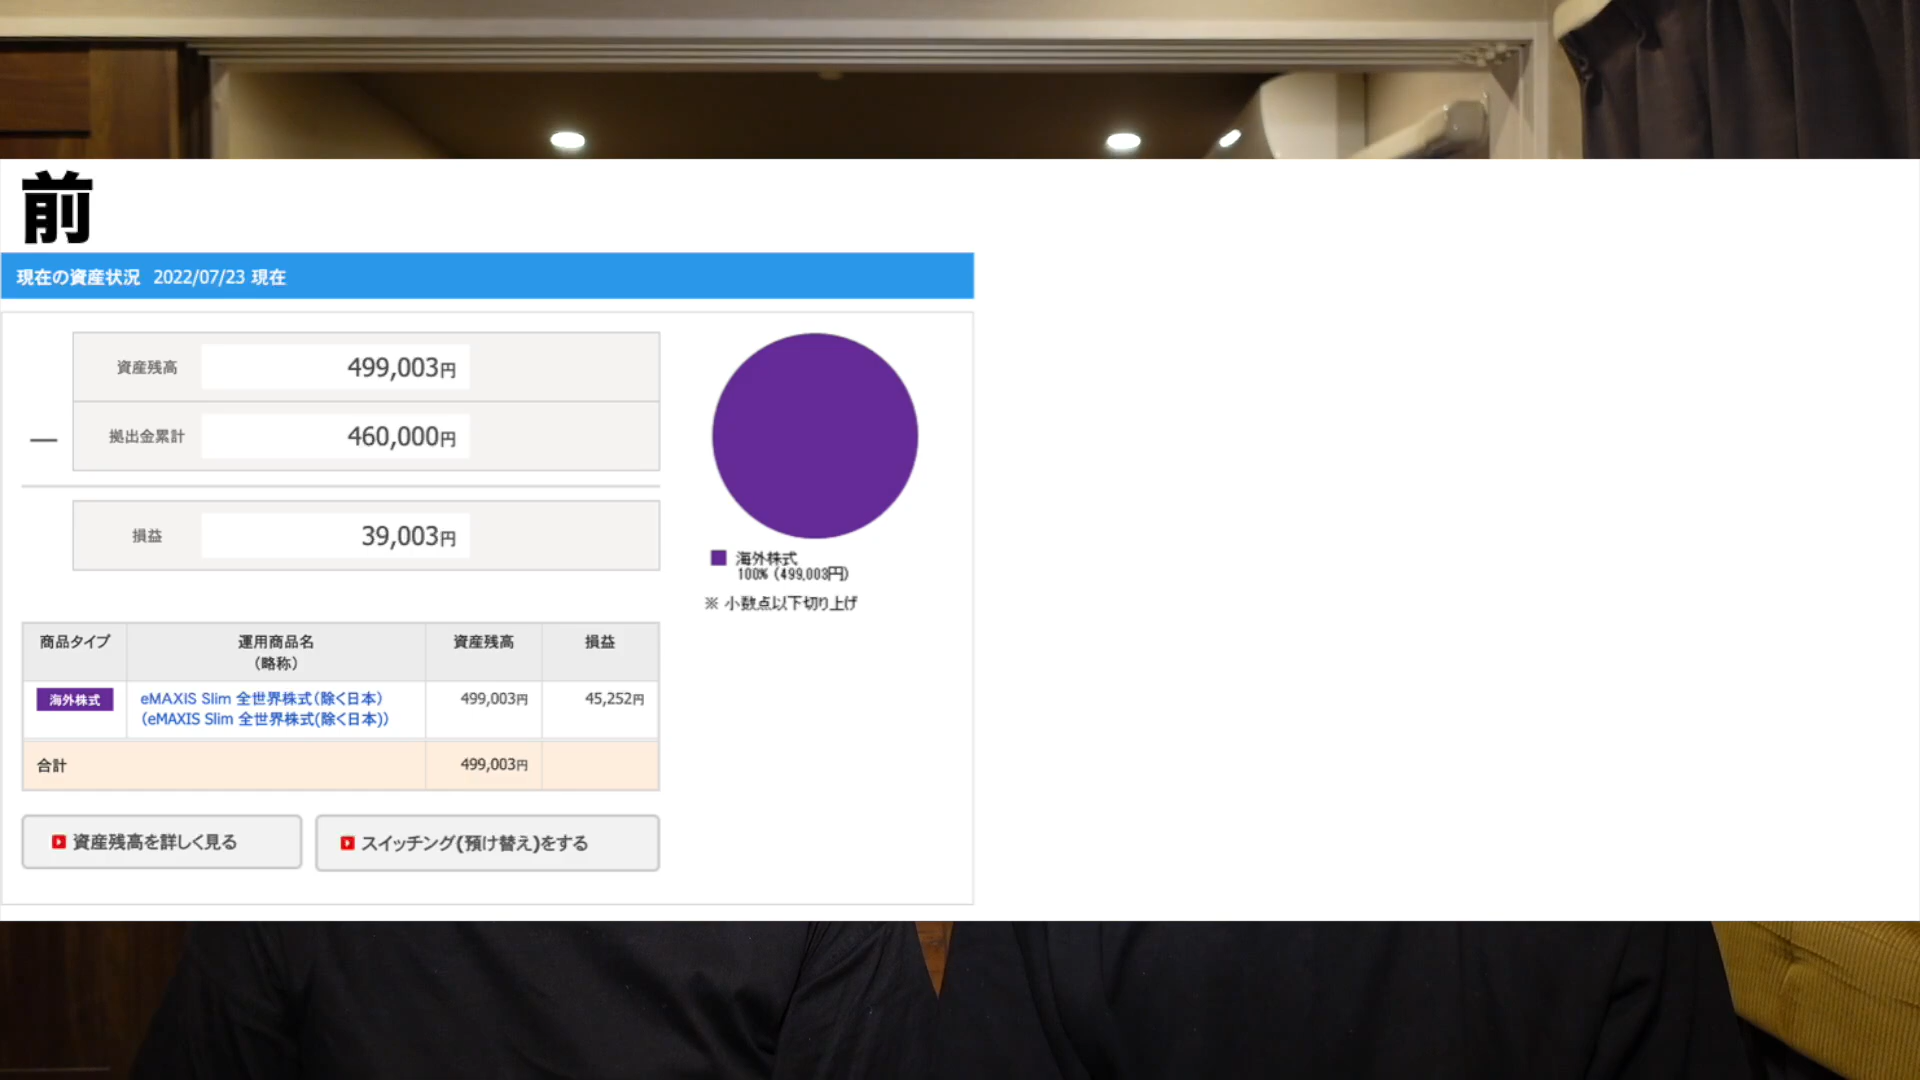 前
現在の資産状況 2022/07/23 現在
資産残高 499,003円
― 拠出金累計 460,000円
損益 39,003円
海外株式
100% (499,003円)
※ 小数点以下切り上げ
商品タイプ 運用商品名 資産残高 損益
(略称)
海外株式 eMAXIS Slim 全世界株式(除く日本) 499,003円 45,252円
(eMAXIS Slim 全世界株式(除く日本))
合計 499,003円
資産残高を詳しく見る スイッチング(預け替え)をする